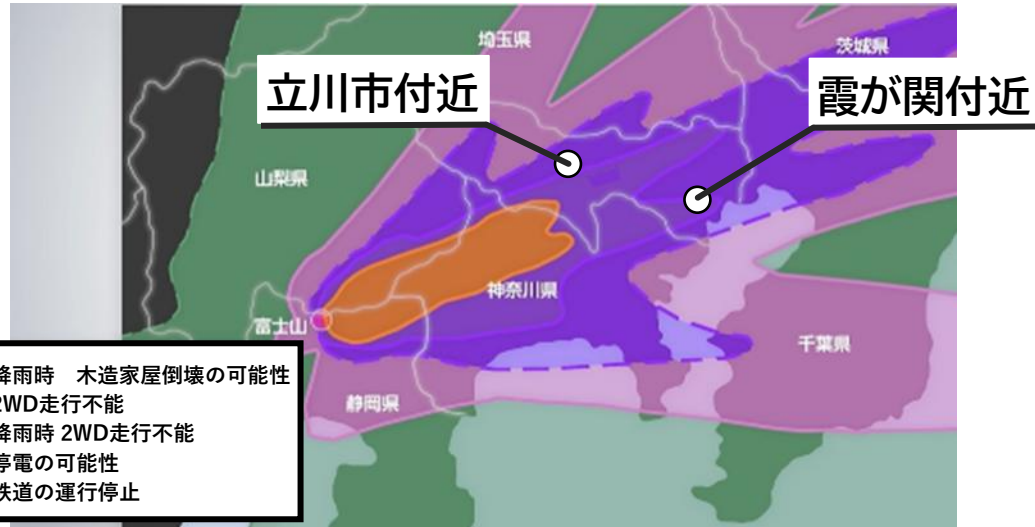 埼玉県
茨城県
立川市付近
霞が関付近
山梨県
神奈川県
富士山
千葉県
静岡県
降雨時　木造家屋倒壊の可能性
2WD走行不能
降雨時 2WD走行不能
停電の可能性
鉄道の運行停止